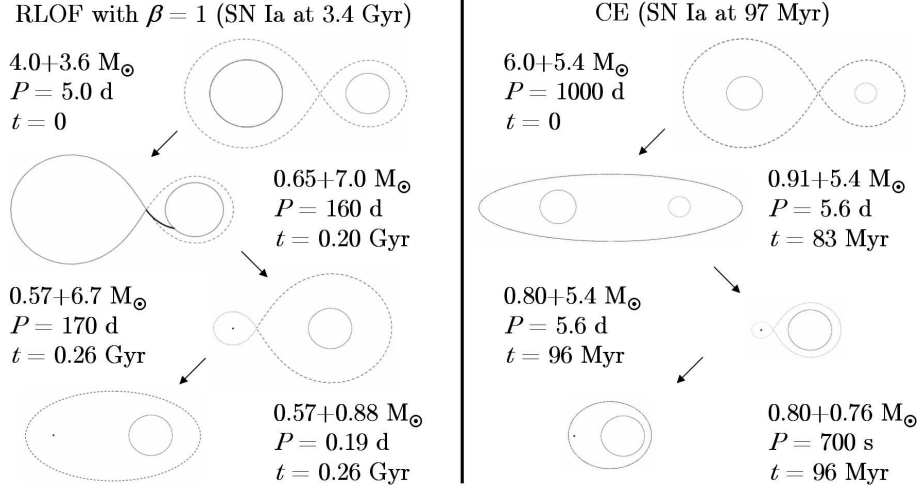 RLOF with β = 1 (SN Ia at 3.4 Gyr)
4.0+3.6 M⊙
P = 5.0 d
t = 0
0.65+7.0 M⊙
P = 160 d
t = 0.20 Gyr
0.57+6.7 M⊙
P = 170 d
t = 0.26 Gyr
0.57+0.88 M⊙
P = 0.19 d
t = 0.26 Gyr
CE (SN Ia at 97 Myr)
6.0+5.4 M⊙
P = 1000 d
t = 0
0.91+5.4 M⊙
P = 5.6 d
t = 83 Myr
0.80+5.4 M⊙
P = 5.6 d
t = 96 Myr
0.80+0.76 M⊙
P = 700 s
t = 96 Myr